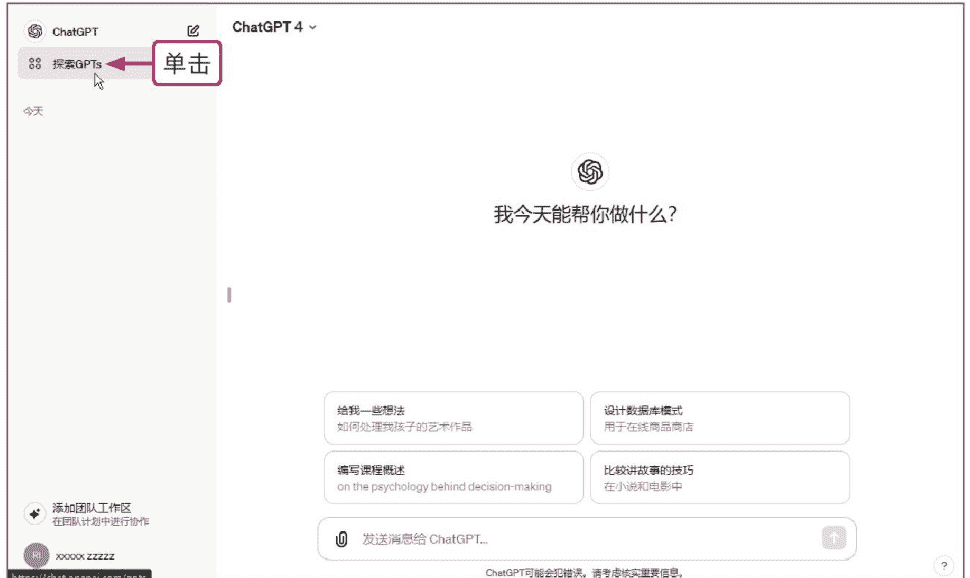 ChatGPT
ChatGPT 4
探索GPTs
单击
今天
我今天能帮你做什么？
给我一些想法
如何处理我孩子的艺术作品
设计数据库模式
用于在线商品商店
编写课程概述
on the psychology behind decision-making
比较讲故事的技巧
在小说和电影中
添加团队工作区
在团队计划中进行协作
发送消息给 ChatGPT...
RI
xxxxx zzzzz
ChatGPT可能会犯错误。请考虑核实重要信息。
?